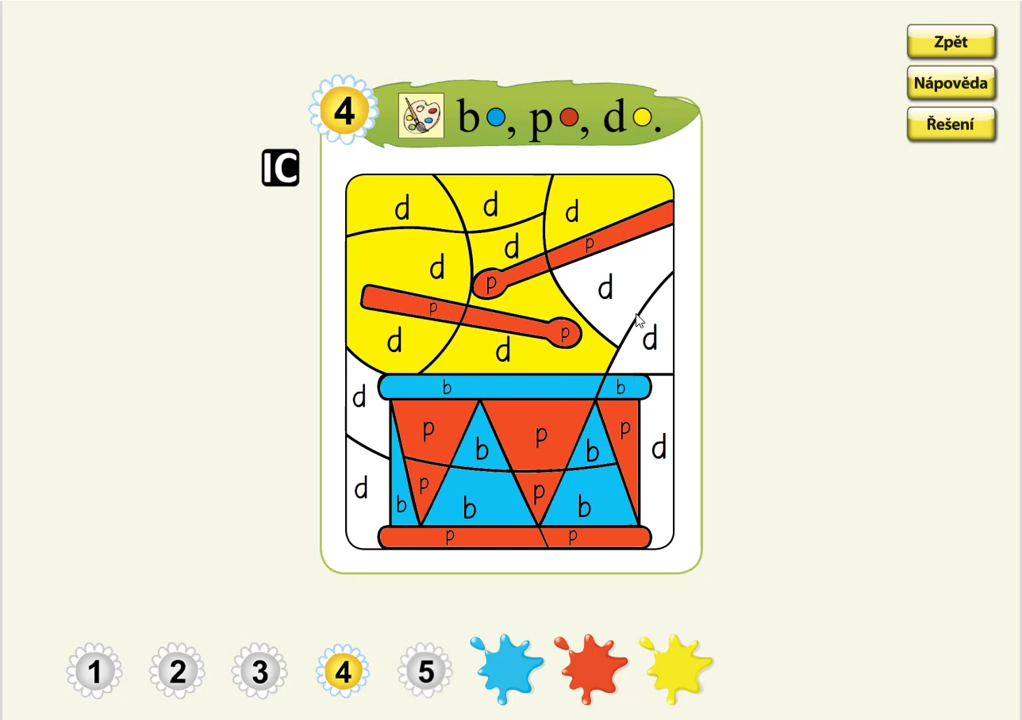 Zpět
Nápověda
Řešení
4 b, p, d.
IC
d d d
d p
d p
d
p
d
p d
d d
b b
d
p p p
b b d
d p p
b b b
p p
1 2 3 4 5